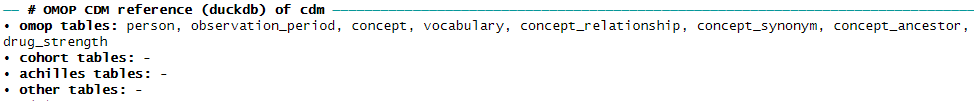 # OMOP CDM reference (duckdb) of cdm
• omop tables: person, observation_period, concept, vocabulary, concept_relationship, concept_synonym, concept_ancestor,
drug_strength
• cohort tables: -
• achilles tables: -
• other tables: -